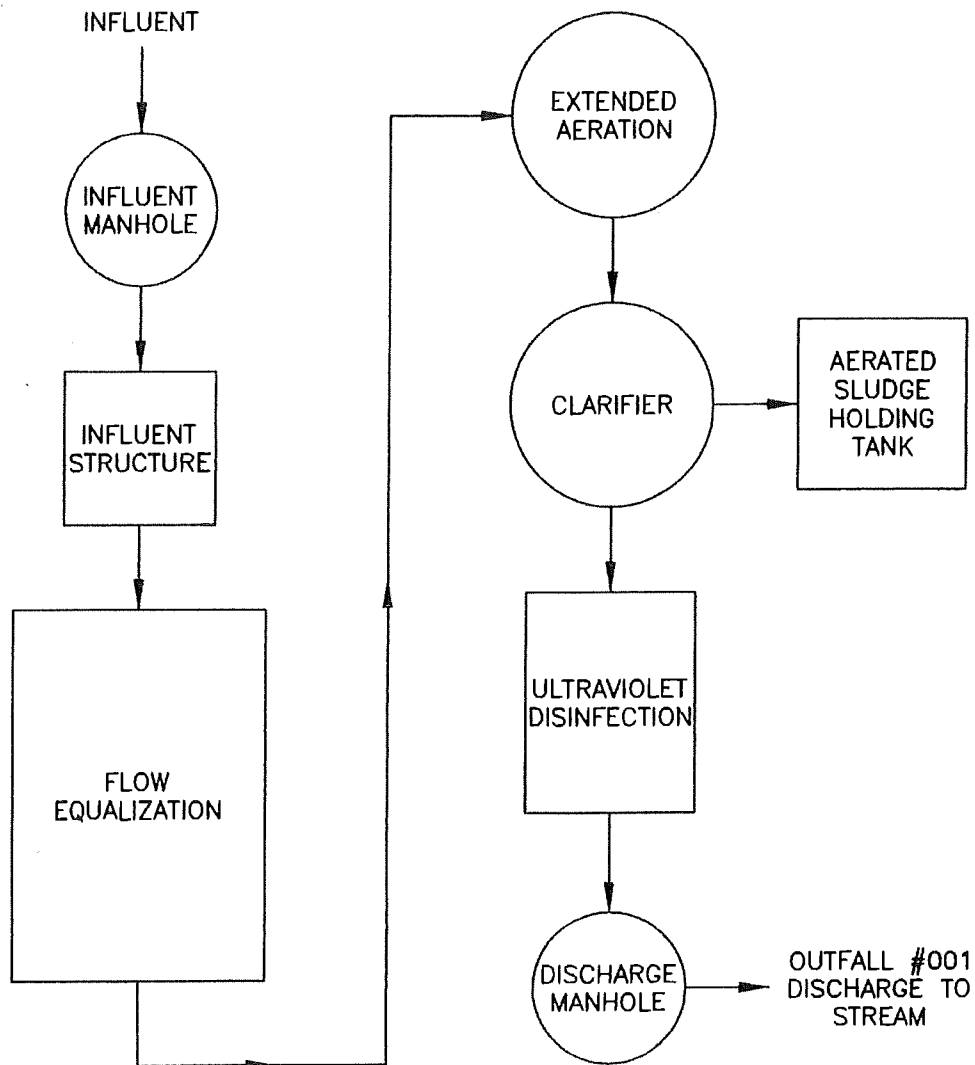 INFLUENT
INFLUENT
MANHOLE
INFLUENT
STRUCTURE
FLOW
EQUALIZATION
EXTENDED
AERATION
CLARIFIER
AERATED
SLUDGE
HOLDING
TANK
ULTRAVIOLET
DISINFECTION
DISCHARGE
MANHOLE
OUTFALL #001
DISCHARGE TO
STREAM